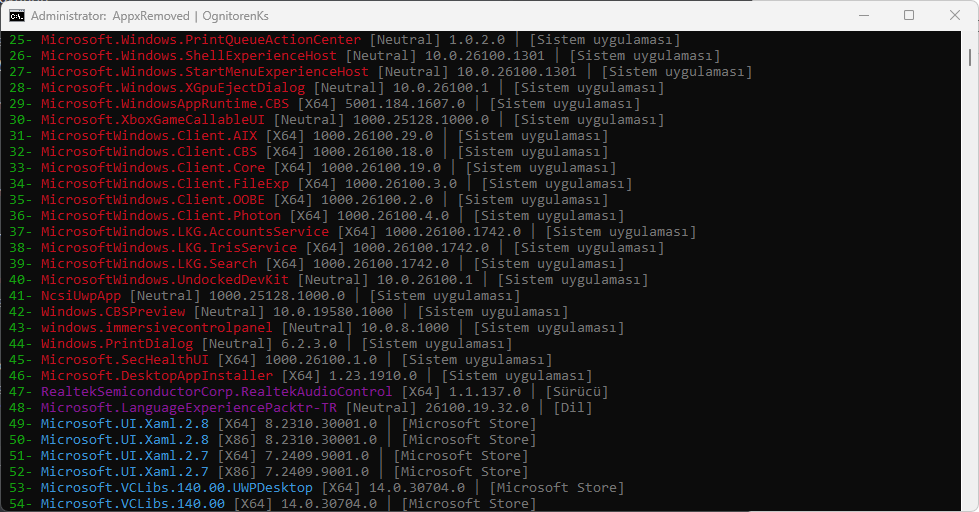 Administrator: AppxRemoved | OgnitorenKs
25- Microsoft.Windows.PrintQueueActionCenter [Neutral] 1.0.2.0 | [Sistem uygulaması]
26- Microsoft.Windows.ShellExperienceHost [Neutral] 10.0.26100.1301 | [Sistem uygulaması]
27- Microsoft.Windows.StartMenuExperienceHost [Neutral] 10.0.26100.1301 | [Sistem uygulaması]
28- Microsoft.Windows.XGpuEjectDialog [Neutral] 10.0.26100.1 | [Sistem uygulaması]
29- Microsoft.WindowsAppRuntime.CBS [X64] 5001.184.1607.0 | [Sistem uygulaması]
30- Microsoft.XboxGameCallableUI [Neutral] 1000.25128.1000.0 | [Sistem uygulaması]
31- MicrosoftWindows.Client.AIX [X64] 1000.26100.29.0 | [Sistem uygulaması]
32- MicrosoftWindows.Client.CBS [X64] 1000.26100.18.0 | [Sistem uygulaması]
33- MicrosoftWindows.Client.Core [X64] 1000.26100.19.0 | [Sistem uygulaması]
34- MicrosoftWindows.Client.FileExp [X64] 1000.26100.3.0 | [Sistem uygulaması]
35- MicrosoftWindows.Client.OOBE [X64] 1000.26100.2.0 | [Sistem uygulaması]
36- MicrosoftWindows.Client.Photon [X64] 1000.26100.4.0 | [Sistem uygulaması]
37- MicrosoftWindows.LKG.AccountsService [X64] 1000.26100.1742.0 | [Sistem uygulaması]
38- MicrosoftWindows.LKG.IrisService [X64] 1000.26100.1742.0 | [Sistem uygulaması]
39- MicrosoftWindows.LKG.Search [X64] 1000.26100.1742.0 | [Sistem uygulaması]
40- MicrosoftWindows.UndockedDevKit [Neutral] 10.0.26100.1 | [Sistem uygulaması]
41- NcsiUwpApp [Neutral] 1000.25128.1000.0 | [Sistem uygulaması]
42- Windows.CBSPreview [Neutral] 10.0.19580.1000 | [Sistem uygulaması]
43- windows.immersivecontrolpanel [Neutral] 10.0.8.1000 | [Sistem uygulaması]
44- Windows.PrintDialog [Neutral] 6.2.3.0 | [Sistem uygulaması]
45- Microsoft.SecHealthUI [X64] 1000.26100.1.0 | [Sistem uygulaması]
46- Microsoft.DesktopAppInstaller [X64] 1.23.1910.0 | [Sistem uygulaması]
47- RealtekSemiconductorCorp.RealtekAudioControl [X64] 1.1.137.0 | [Sürücü]
48- Microsoft.LanguageExperiencePacktr-TR [Neutral] 26100.19.32.0 | [Dil]
49- Microsoft.UI.Xaml.2.8 [X64] 8.2310.30001.0 | [Microsoft Store]
50- Microsoft.UI.Xaml.2.8 [X86] 8.2310.30001.0 | [Microsoft Store]
51- Microsoft.UI.Xaml.2.7 [X64] 7.2409.9001.0 | [Microsoft Store]
52- Microsoft.UI.Xaml.2.7 [X86] 7.2409.9001.0 | [Microsoft Store]
53- Microsoft.VCLibs.140.00.UWPDesktop [X64] 14.0.30704.0 | [Microsoft Store]
54- Microsoft.VCLibs.140.00 [X64] 14.0.30704.0 | [Microsoft Store]